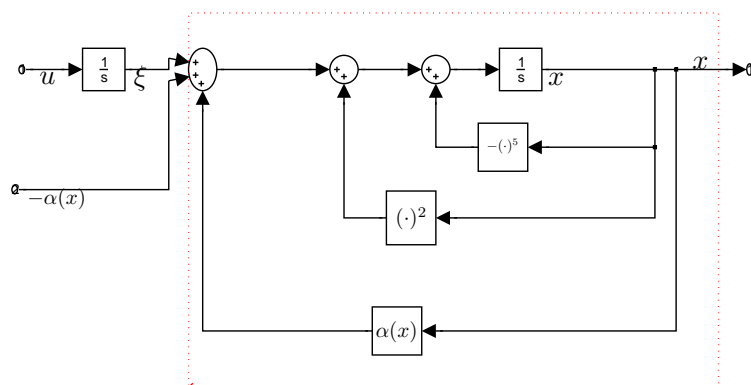 u
1/s
ξ
+
+
+
+
+
+
+
1/s
x
x
−(·)⁵
−α(x)
(·)²
α(x)